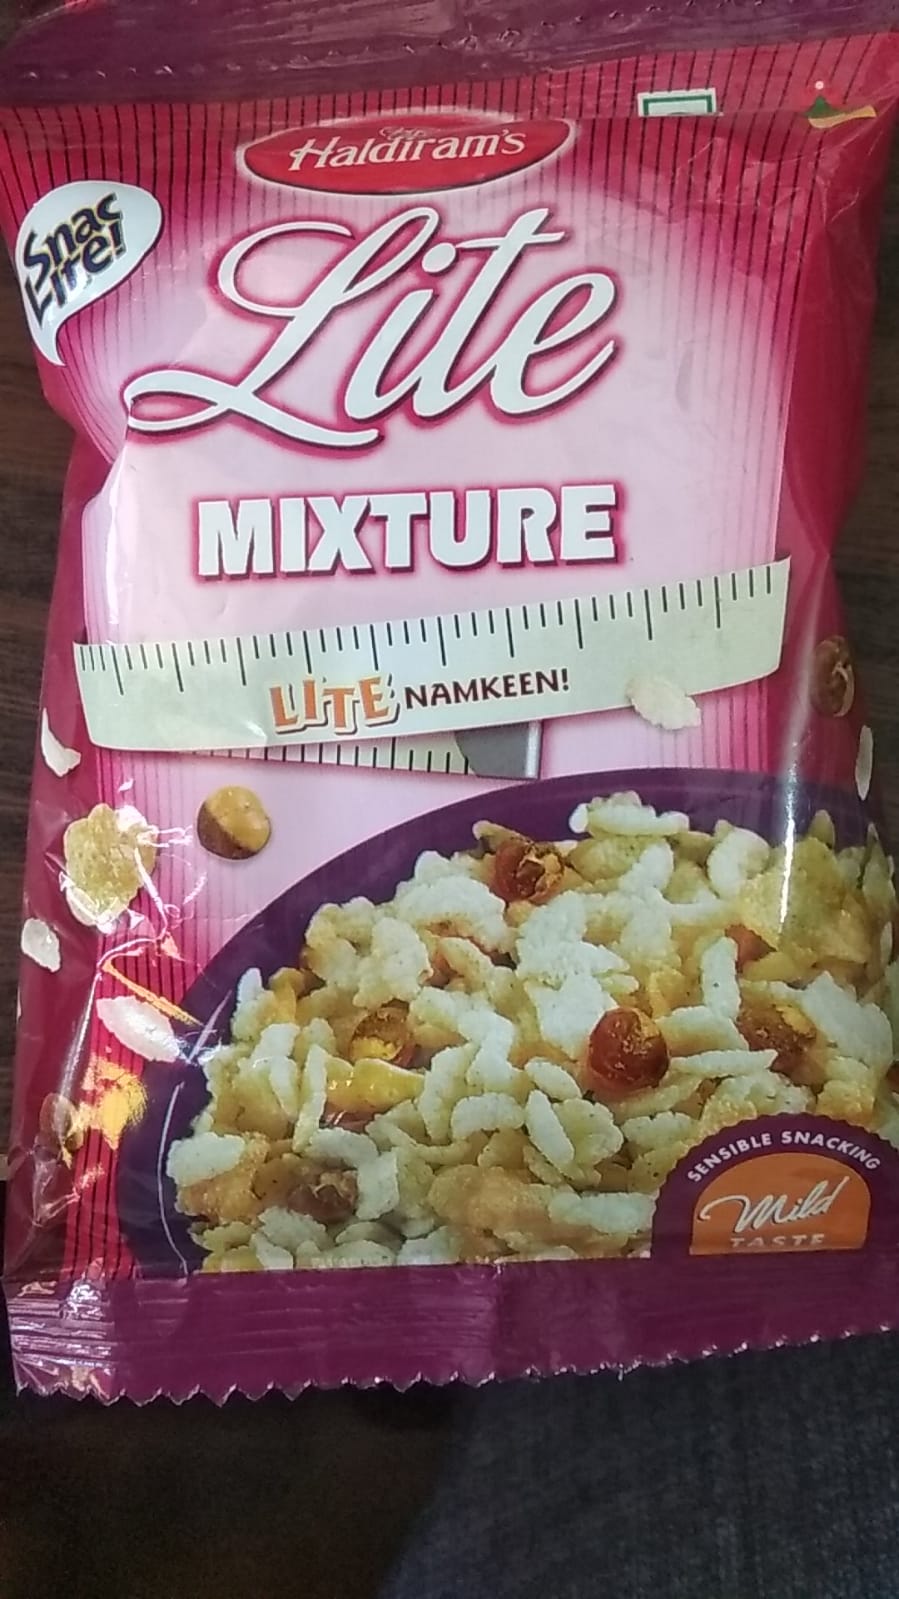 Haldiram's
Snac
Lite!
Lite
MIXTURE
LITE NAMKEEN!
SENSIBLE SNACKING
Mild
TASTE